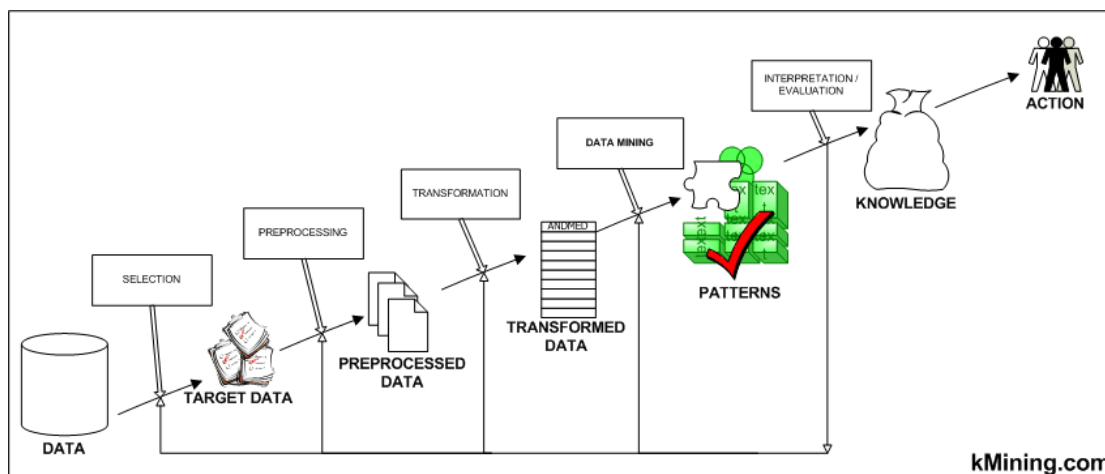 INTERPRETATION /
EVALUATION
ACTION
DATA MINING
KNOWLEDGE
TRANSFORMATION
ANDMED
PATTERNS
PREPROCESSING
TRANSFORMED
DATA
SELECTION
PREPROCESSED
DATA
TARGET DATA
DATA
kMining.com